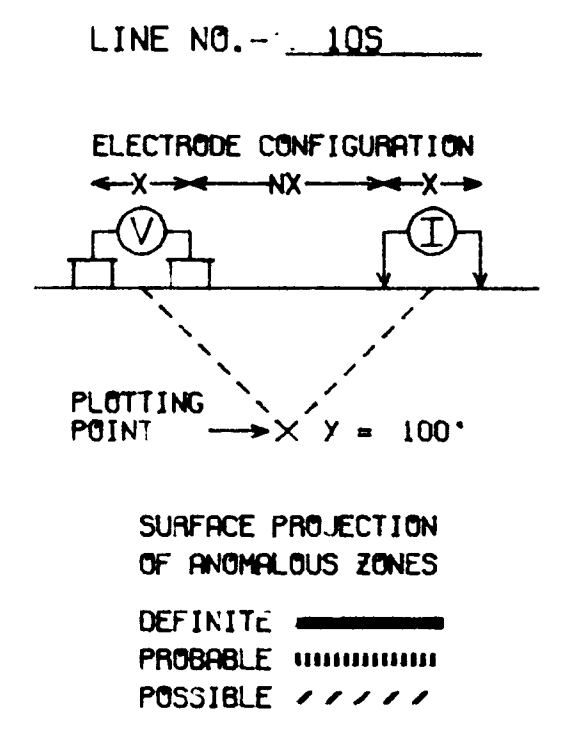 LINE NO.- 10S
ELECTRODE CONFIGURATION
X NX X
V I
PLOTTING
POINT X Y = 100'
SURFACE PROJECTION
OF ANOMALOUS ZONES
DEFINITE
PROBABLE
POSSIBLE